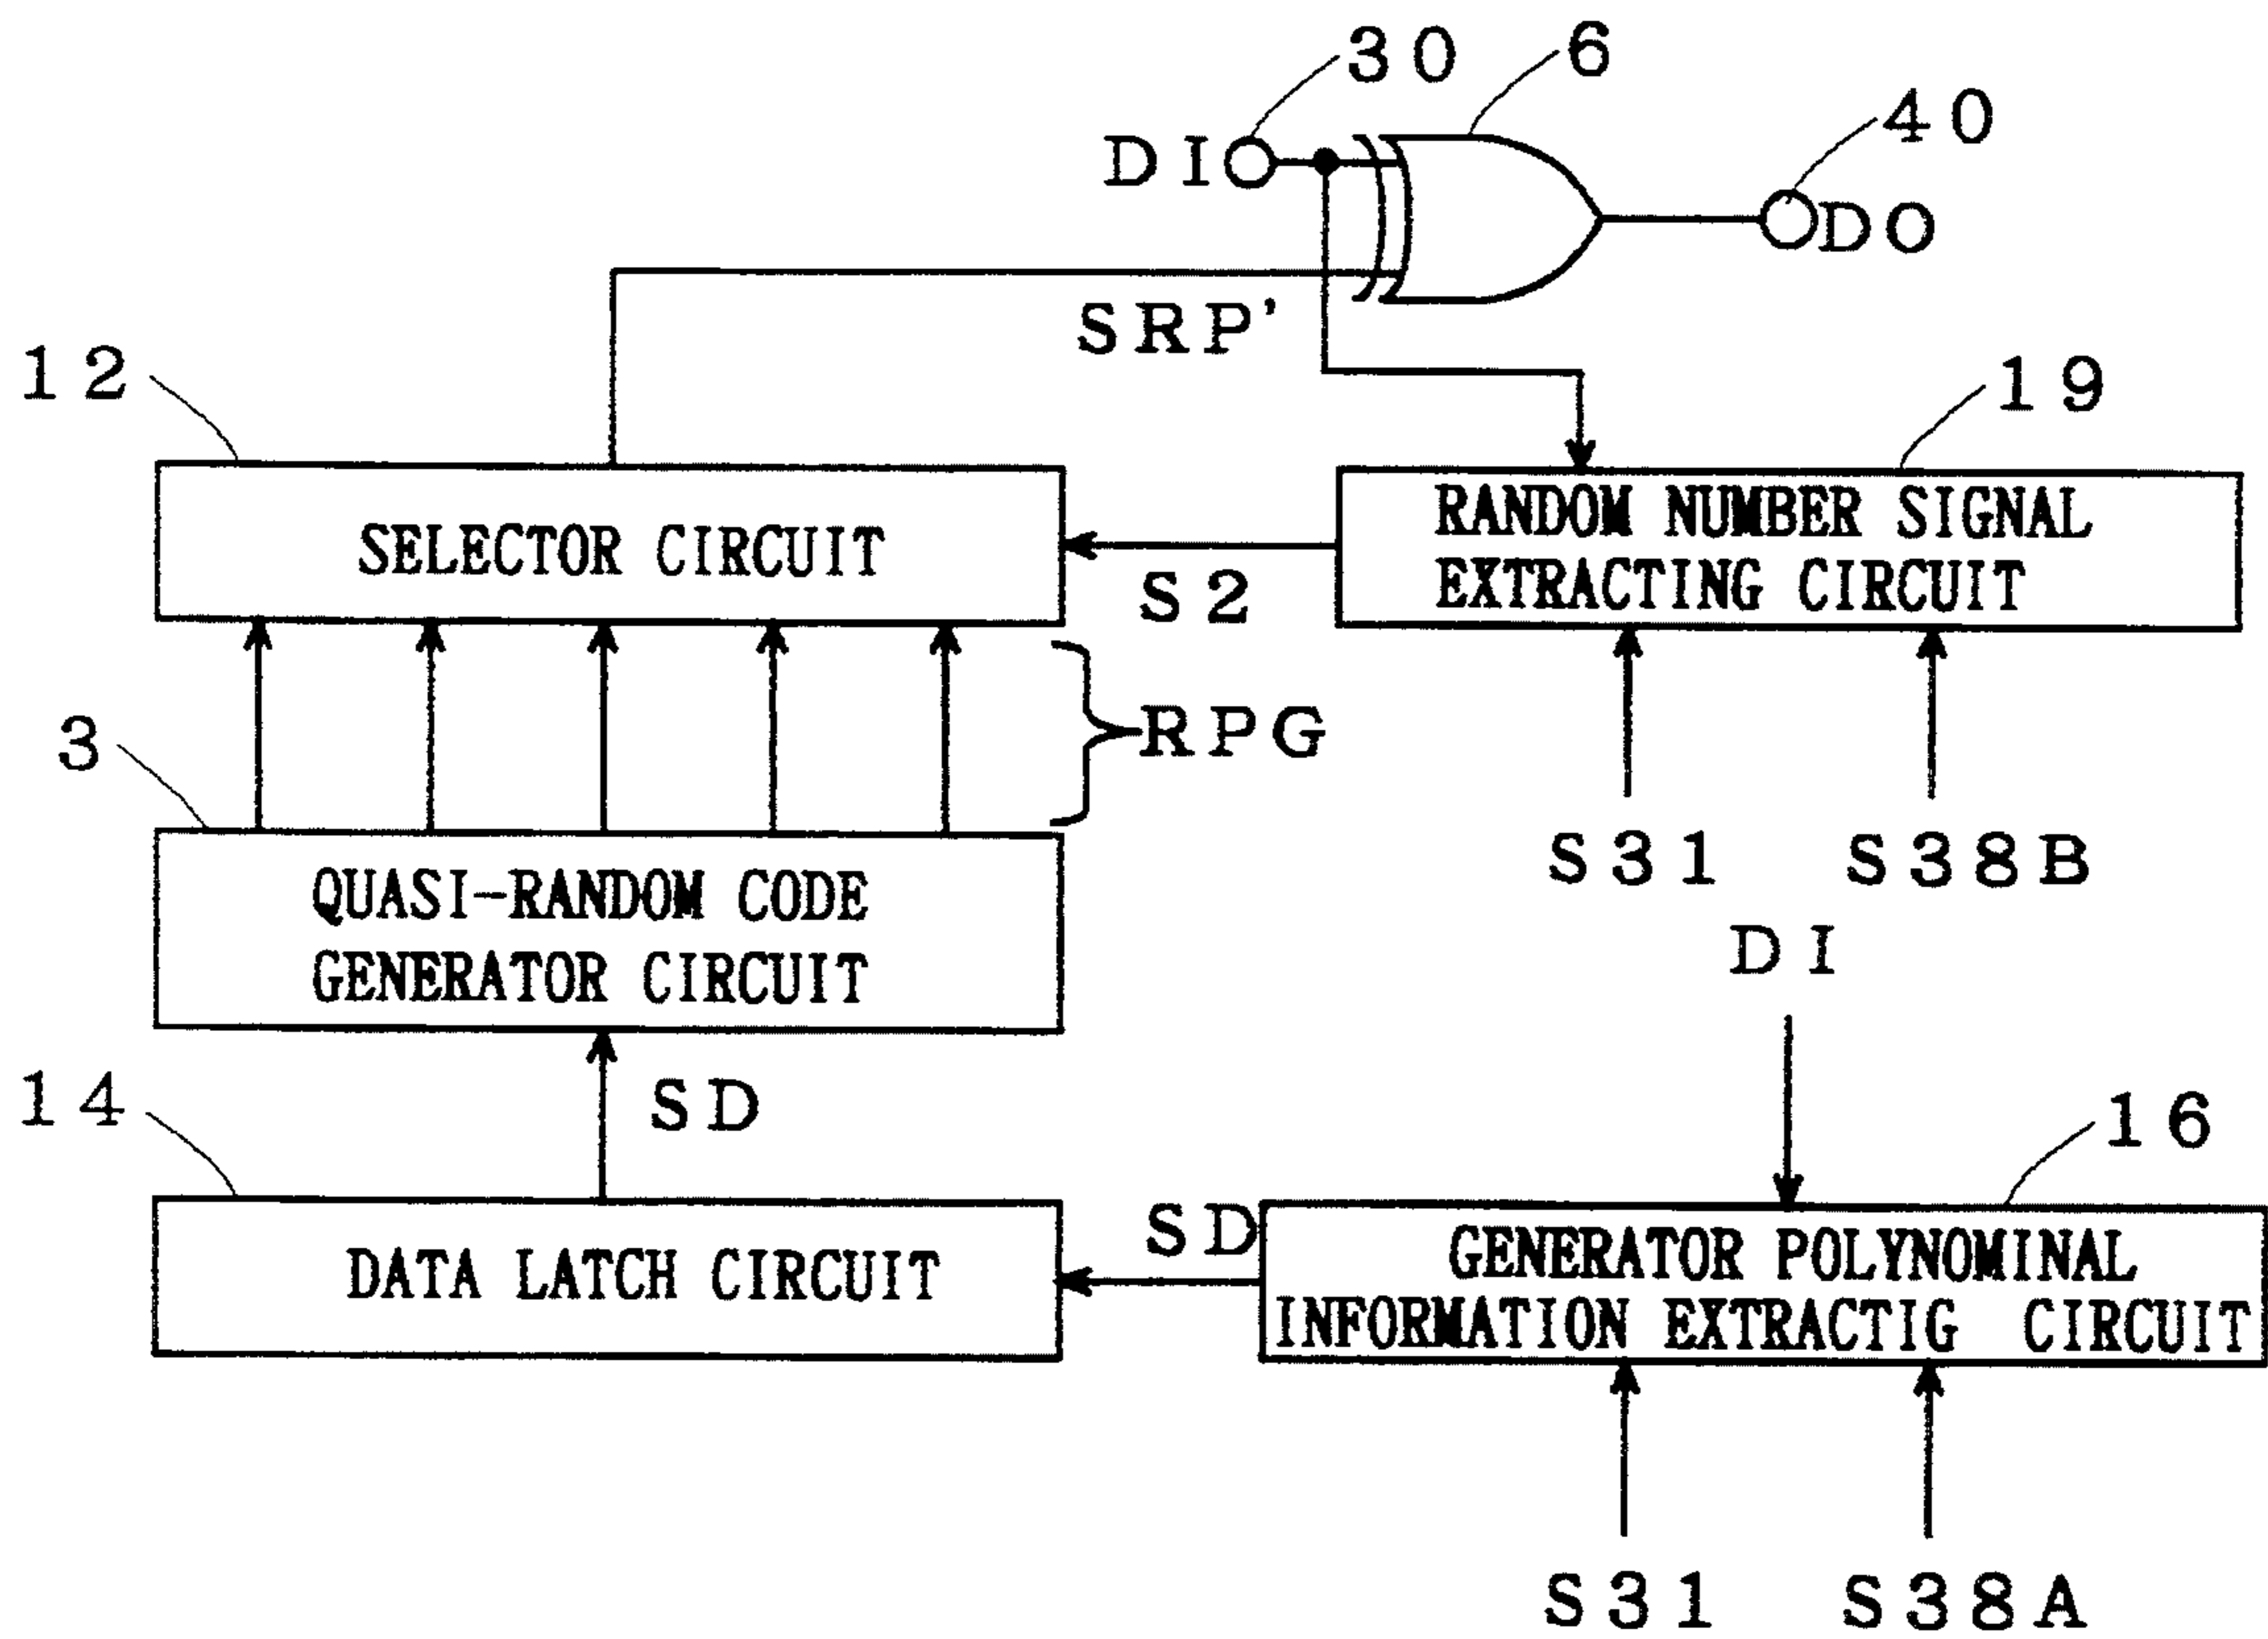 30
6
40
DI
DO
SRP'
12
19
SELECTOR CIRCUIT
RANDOM NUMBER SIGNAL
EXTRACTING CIRCUIT
S2
RPG
3
S31
S38B
QUASI-RANDOM CODE
GENERATOR CIRCUIT
DI
14
SD
16
DATA LATCH CIRCUIT
SD
GENERATOR POLYNOMINAL
INFORMATION EXTRACTIG CIRCUIT
S31
S38A